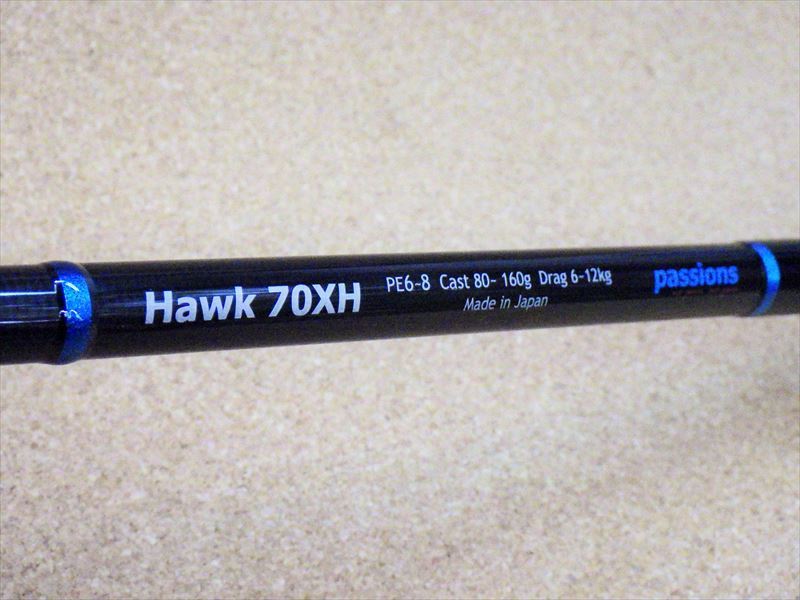 Hawk 70XH PE6~8 Cast 80~ 160g Drag 6~12kg passions
Made in Japan